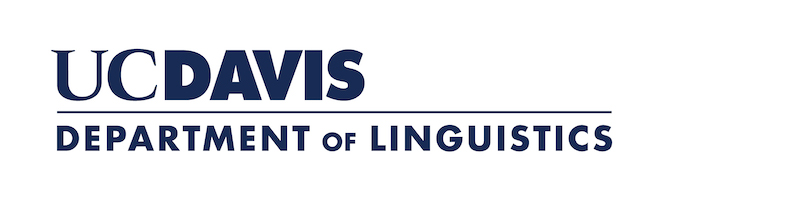 UCDAVIS
DEPARTMENT OF LINGUISTICS